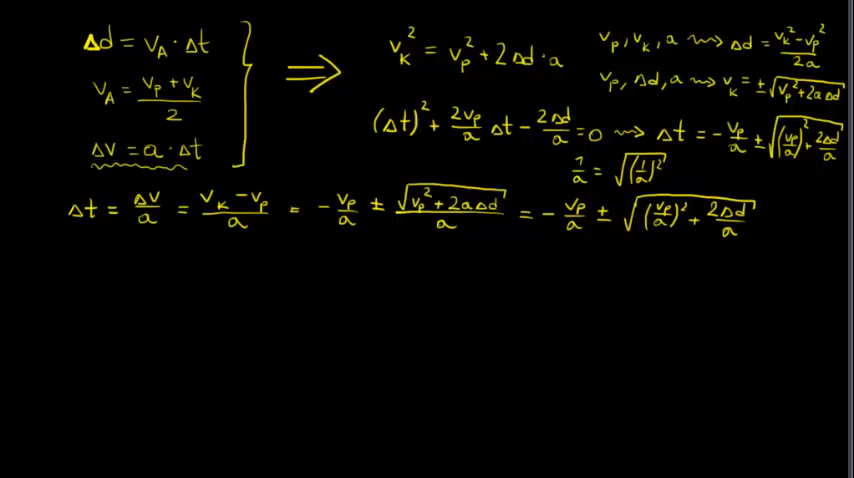 Δd = v_A · Δt
v_A = (v_p + v_k)/2
Δv = a · Δt
⟹
v_k² = v_p² + 2Δd · a
v_p, v_k, a ⇝ Δd = (v_k² − v_p²)/(2a)
v_p, Δd, a ⇝ v_k = ±√(v_p² + 2aΔd)
(Δt)² + (2v_p/a) Δt − 2Δd/a = 0 ⇝ Δt = −v_p/a ± √((v_p/a)² + 2Δd/a)
1/a = √((1/a)²)
Δt = Δv/a = (v_k − v_p)/a = −v_p/a ± √(v_p² + 2aΔd)/a = −v_p/a ± √((v_p/a)² + 2Δd/a)